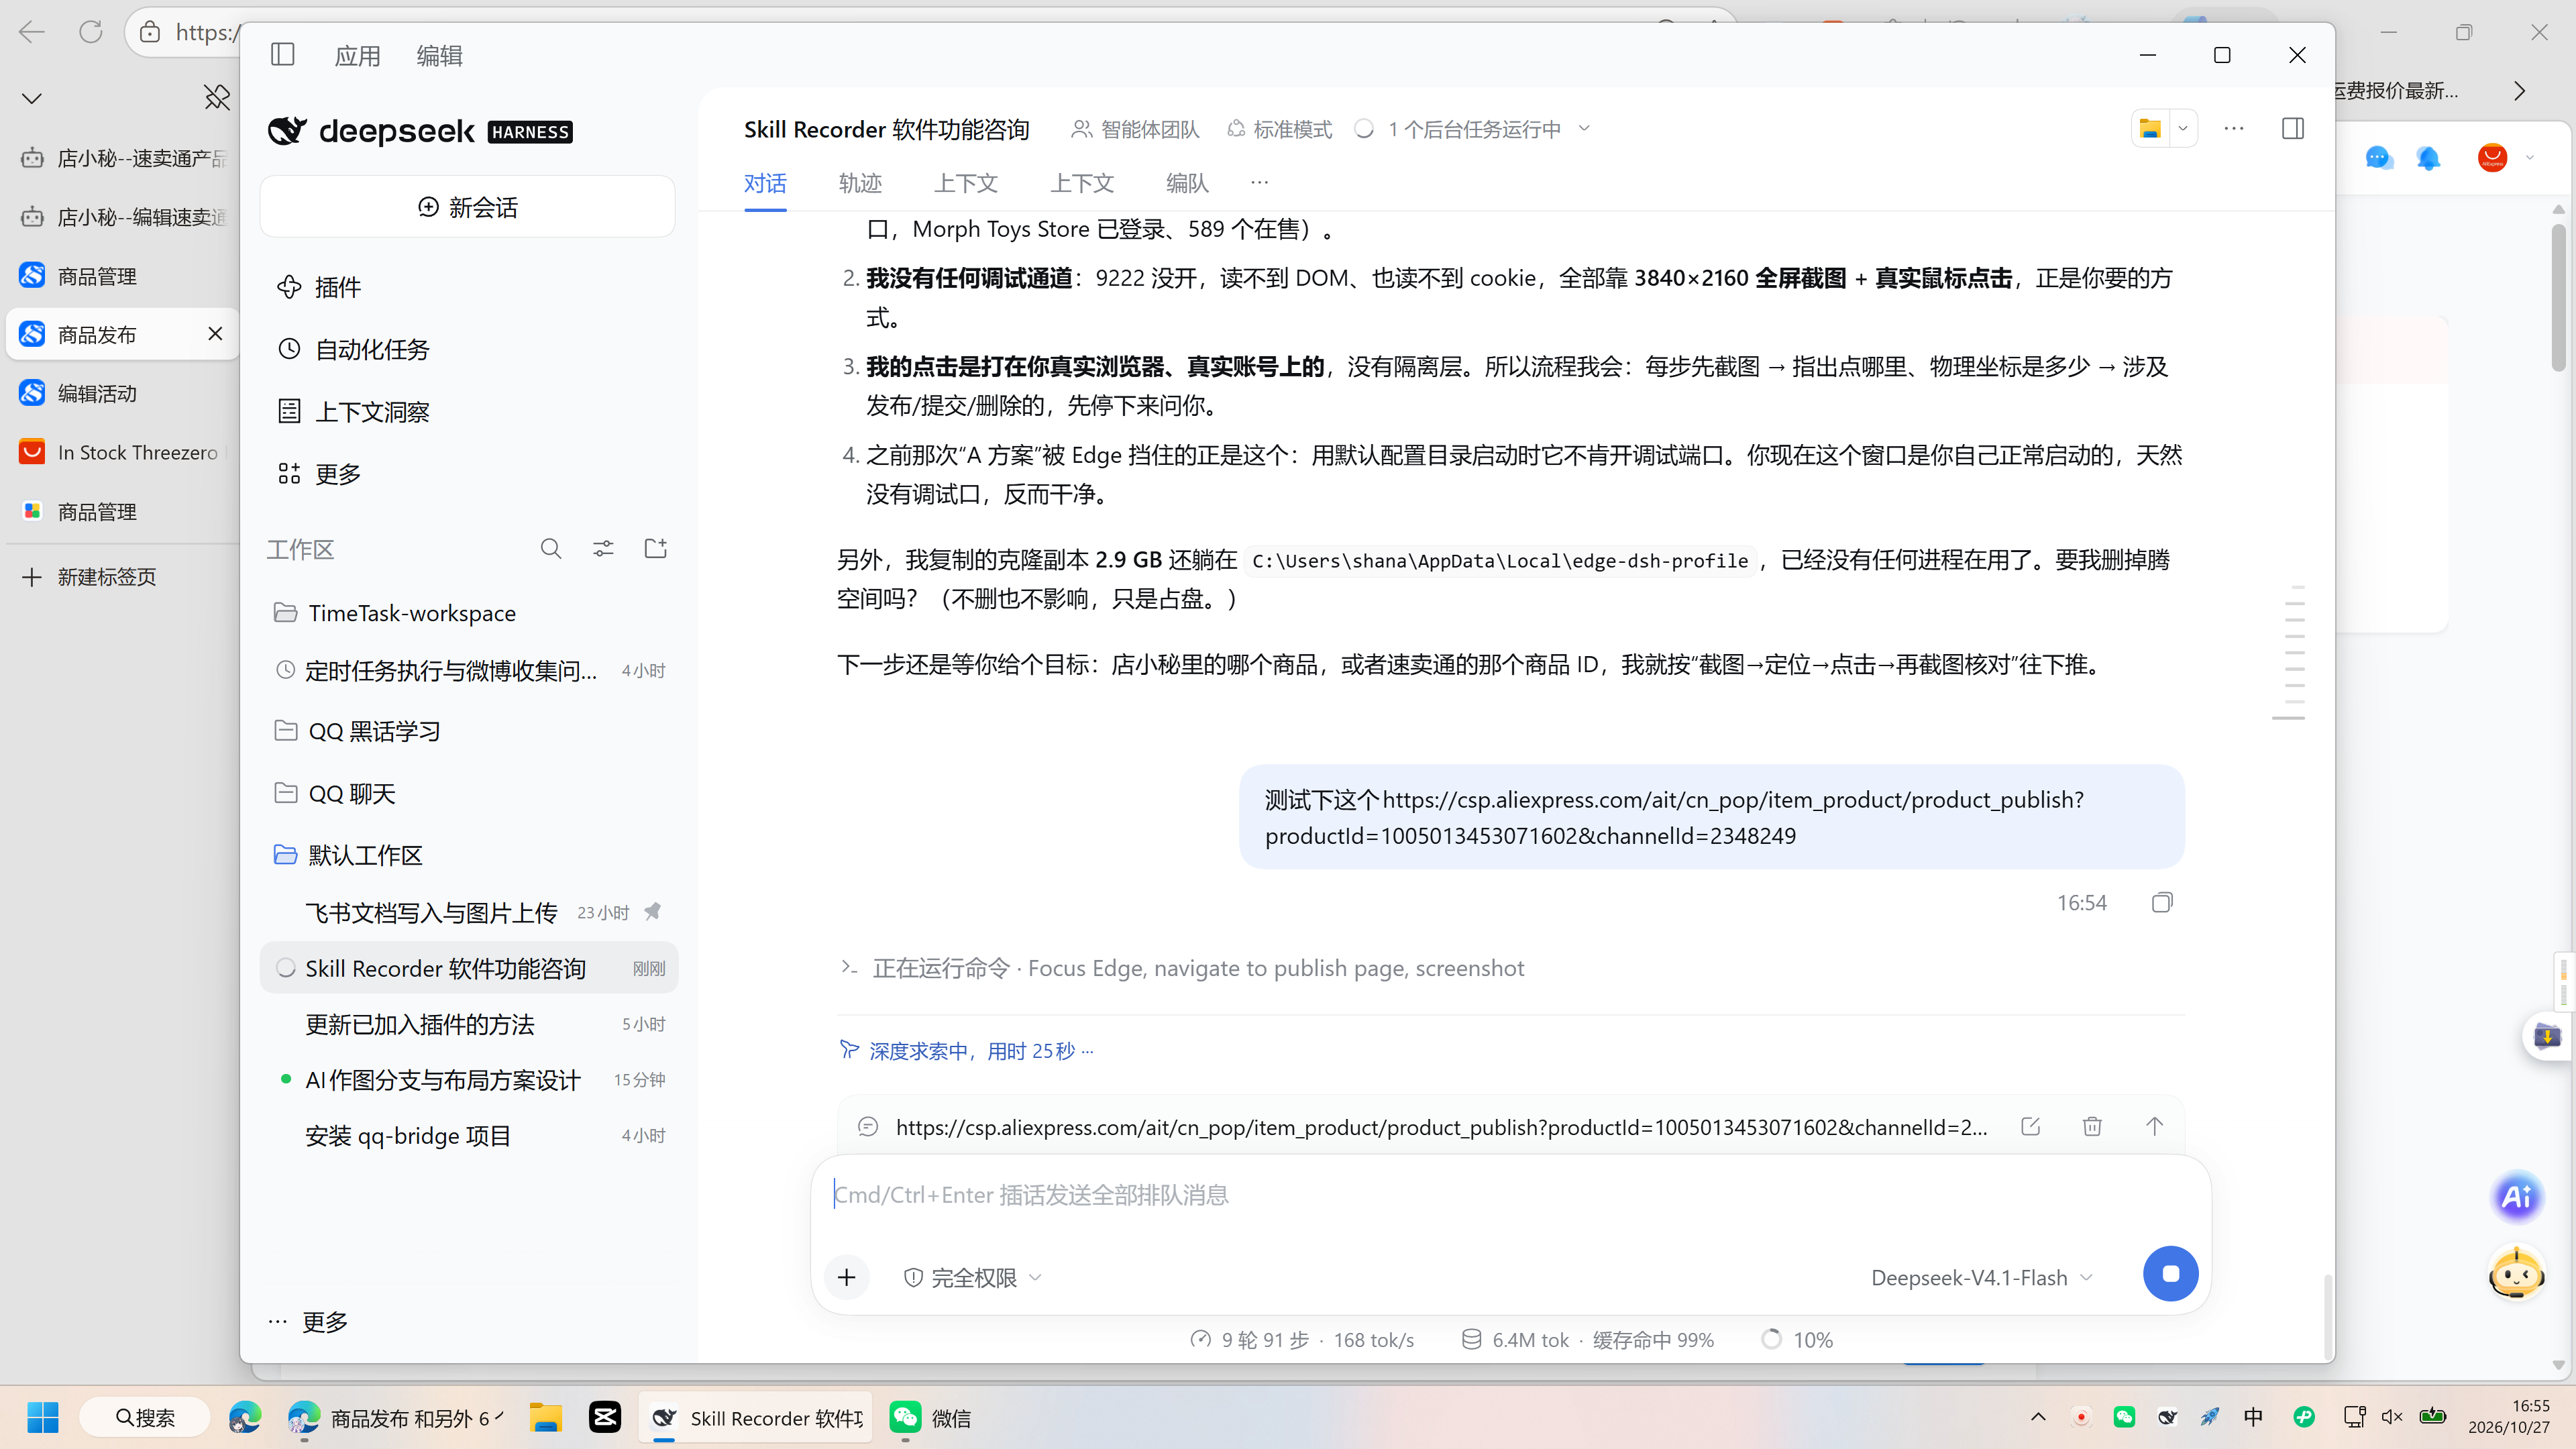 https:/
应用
编辑
运费报价最新...
店小秘--速卖通产品
店小秘--编辑速卖通
商品管理
商品发布
编辑活动
In Stock Threezero
商品管理
新建标签页
deepseek HARNESS
新会话
插件
自动化任务
上下文洞察
更多
工作区
TimeTask-workspace
定时任务执行与微博收集问... 4小时
QQ 黑话学习
QQ 聊天
默认工作区
飞书文档写入与图片上传 23小时
Skill Recorder 软件功能咨询 刚刚
更新已加入插件的方法 5小时
AI作图分支与布局方案设计 15分钟
安装 qq-bridge 项目 4小时
··· 更多
Skill Recorder 软件功能咨询 智能体团队 标准模式 1 个后台任务运行中
对话 轨迹 上下文 上下文 编队 ···
口，Morph Toys Store 已登录、589 个在售）。
2. 我没有任何调试通道：9222 没开，读不到 DOM、也读不到 cookie，全部靠 3840×2160 全屏截图 + 真实鼠标点击，正是你要的方
式。
3. 我的点击是打在你真实浏览器、真实账号上的，没有隔离层。所以流程我会：每步先截图 → 指出点哪里、物理坐标是多少 → 涉及
发布/提交/删除的，先停下来问你。
4. 之前那次“A 方案”被 Edge 挡住的正是这个：用默认配置目录启动时它不肯开调试端口。你现在这个窗口是你自己正常启动的，天然
没有调试口，反而干净。
另外，我复制的克隆副本 2.9 GB 还躺在 C:\Users\shana\AppData\Local\edge-dsh-profile，已经没有任何进程在用了。要我删掉腾
空间吗？（不删也不影响，只是占盘。）
下一步还是等你给个目标：店小秘里的哪个商品，或者速卖通的那个商品 ID，我就按“截图→定位→点击→再截图核对”往下推。
测试下这个https://csp.aliexpress.com/ait/cn_pop/item_product/product_publish?
productId=1005013453071602&channelId=2348249
16:54
正在运行命令 · Focus Edge, navigate to publish page, screenshot
深度求索中，用时 25秒 ···
https://csp.aliexpress.com/ait/cn_pop/item_product/product_publish?productId=1005013453071602&channelId=2...
Cmd/Ctrl+Enter 插话发送全部排队消息
完全权限
Deepseek-V4.1-Flash
9 轮 91 步 · 168 tok/s 6.4M tok · 缓存命中 99% 10%
Ai
搜索
商品发布 和另外 6
Skill Recorder 软件
微信
中
16:55
2026/10/27